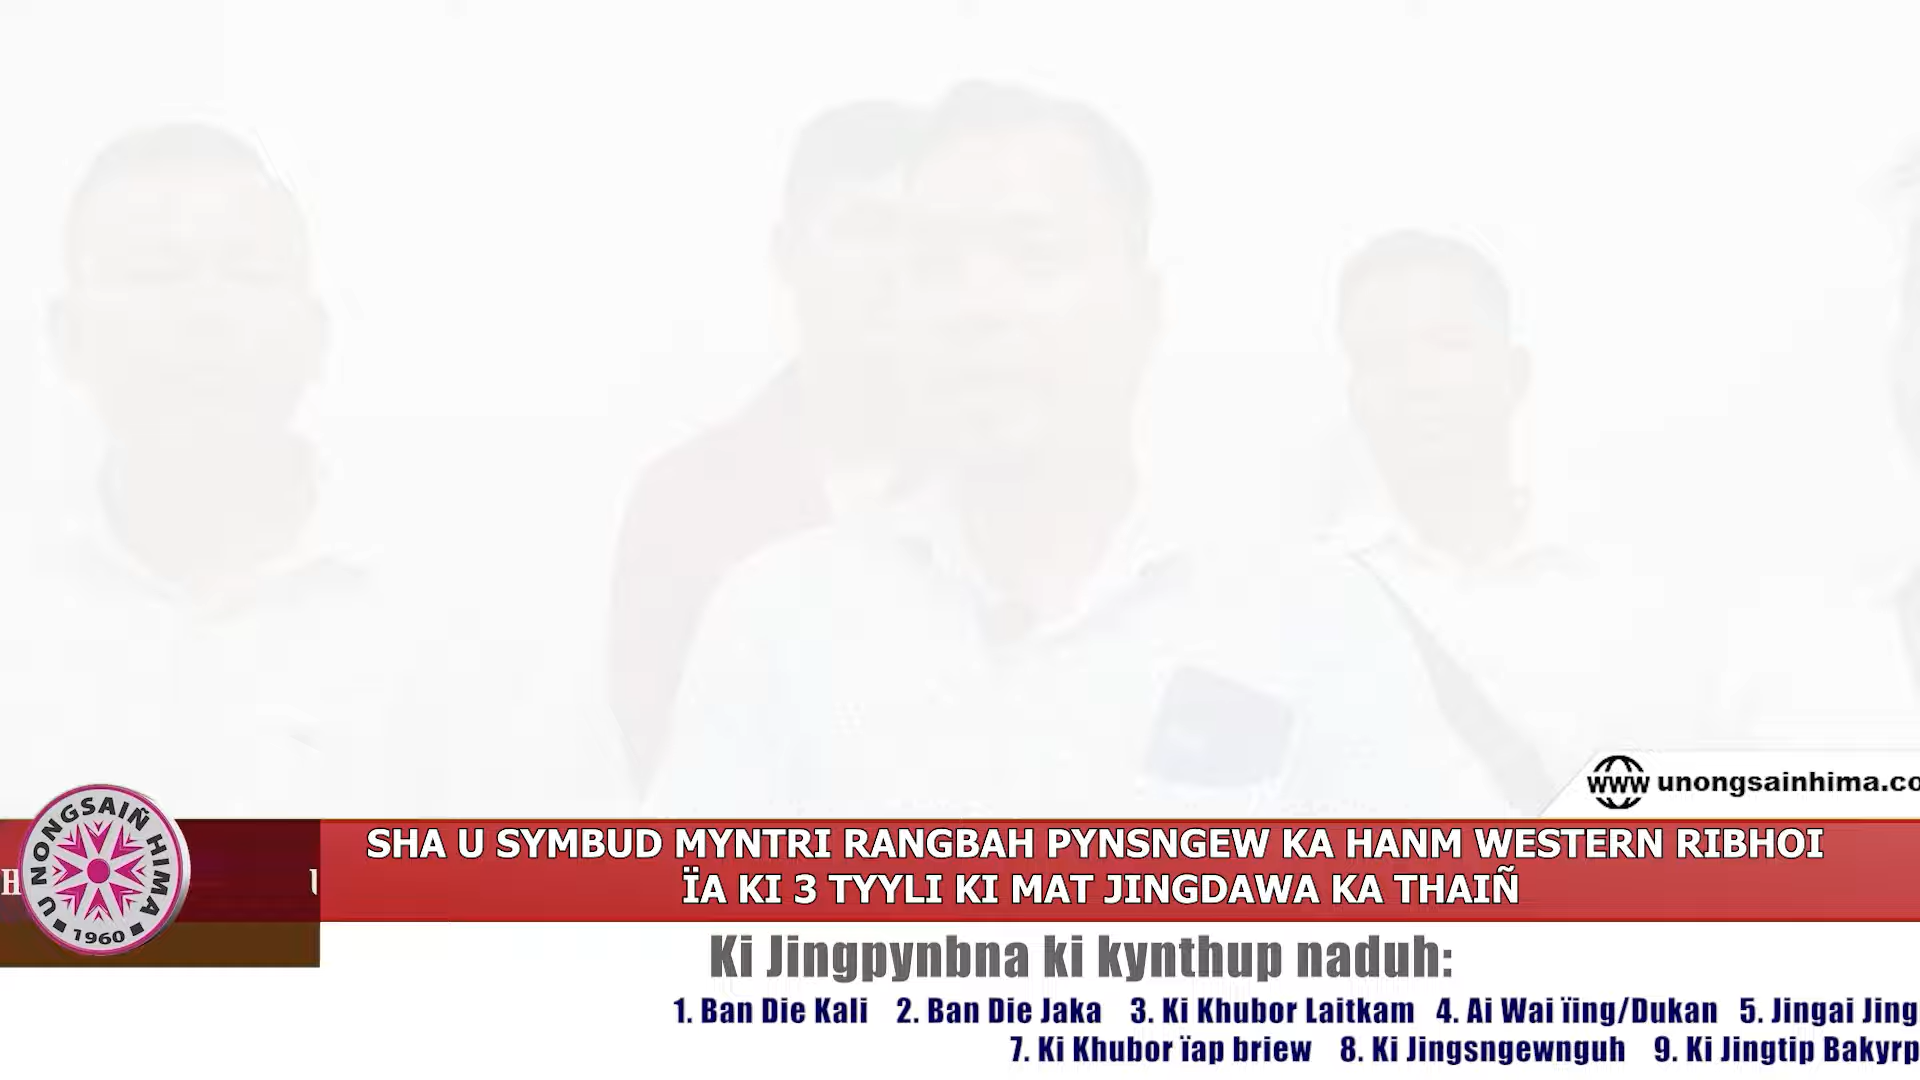 www unongsainhima.co
SHA U SYMBUD MYNTRI RANGBAH PYNSNGEW KA HANM WESTERN RIBHOI
ÏA KI 3 TYYLI KI MAT JINGDAWA KA THAIÑ
U NONGSAIÑ HIMA
1960
Ki Jingpynbna ki kynthup naduh:
1. Ban Die Kali 2. Ban Die Jaka 3. Ki Khubor Laitkam 4. Ai Wai ïing/Dukan 5. Jingai Jing
7. Ki Khubor ïap briew 8. Ki Jingsngewnguh 9. Ki Jingtip Bakyrp